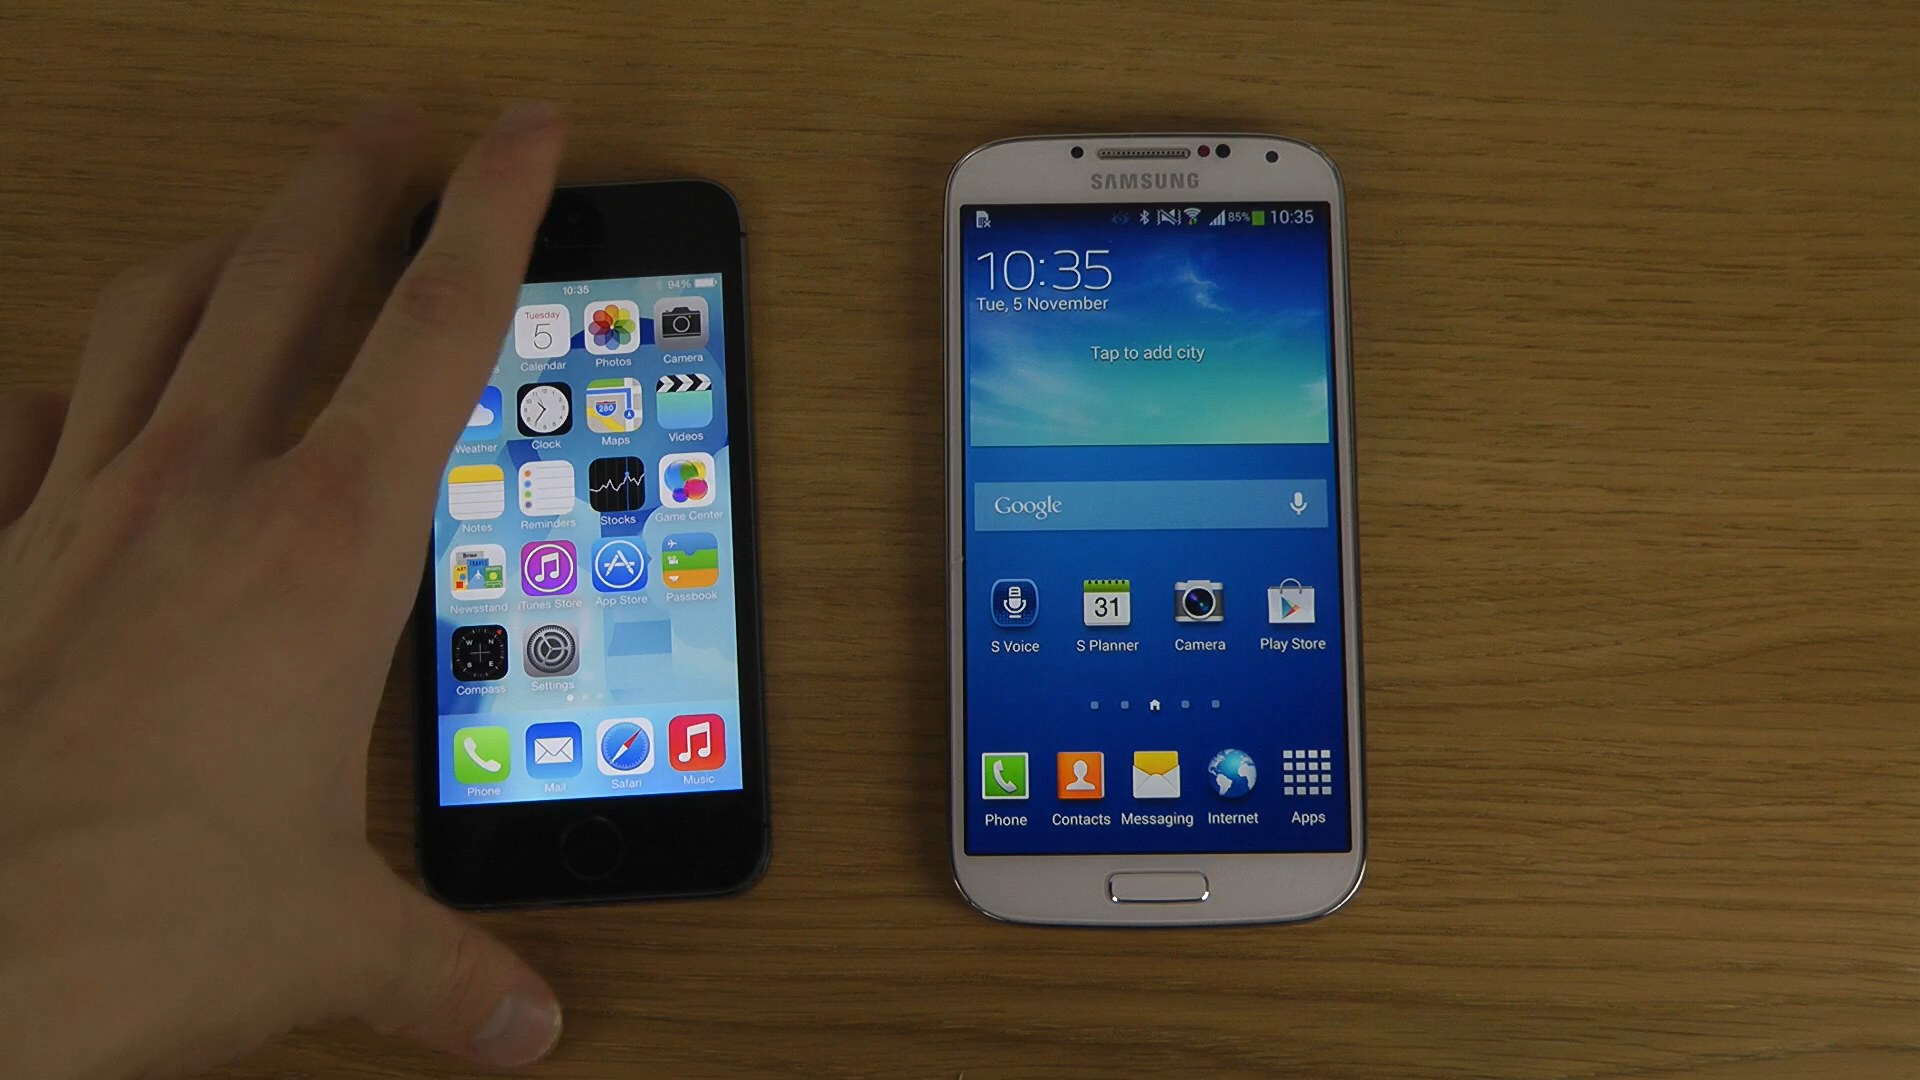 10:35
94%
Tuesday
5
Calendar
Photos
Camera
Weather
Clock
Maps
280
Videos
Notes
Reminders
Stocks
Game Center
Newsstand
iTunes Store
App Store
Passbook
W N
S E
Compass
Settings
Phone
Mail
Safari
Music
SAMSUNG
85% 10:35
10:35
Tue, 5 November
Tap to add city
Google
31
S Voice
S Planner
Camera
Play Store
Phone
Contacts
Messaging
Internet
Apps